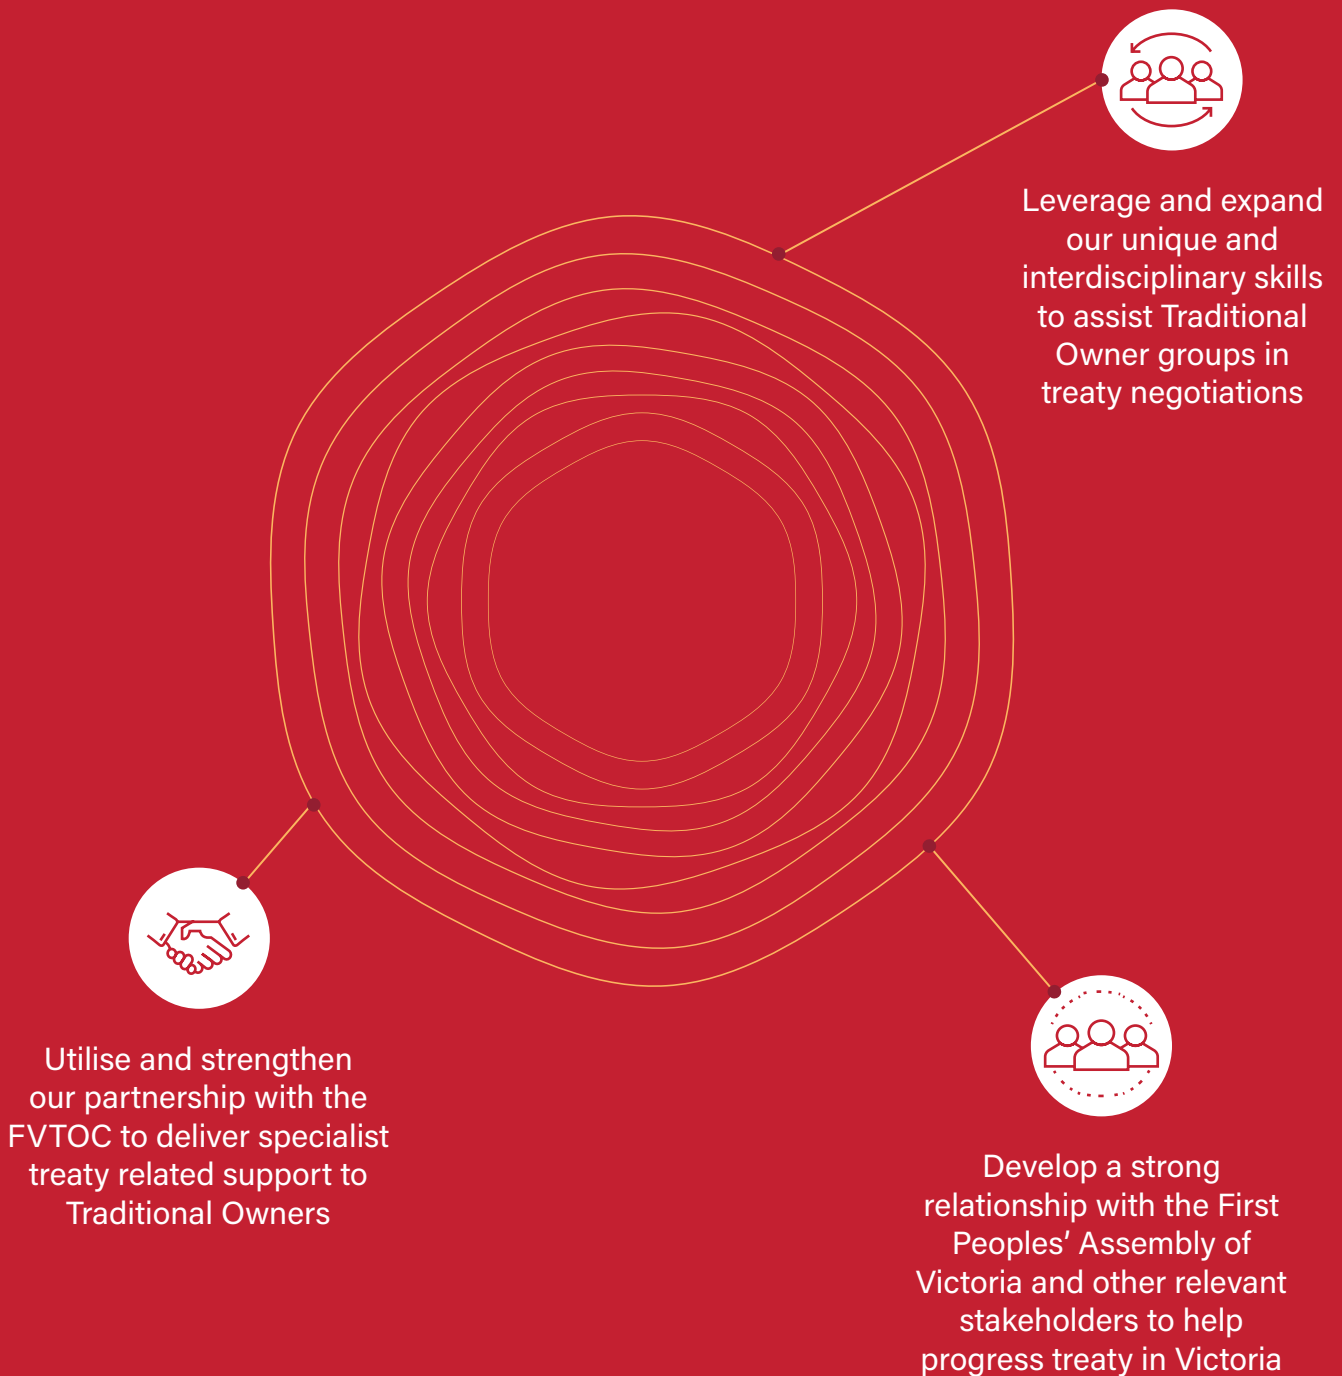 Leverage and expand
our unique and
interdisciplinary skills
to assist Traditional
Owner groups in
treaty negotiations
Utilise and strengthen
our partnership with the
FVTOC to deliver specialist
treaty related support to
Traditional Owners
Develop a strong
relationship with the First
Peoples’ Assembly of
Victoria and other relevant
stakeholders to help
progress treaty in Victoria